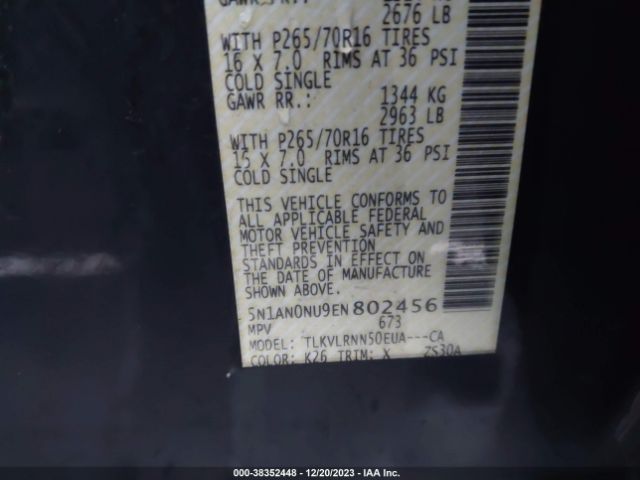 2676 LB
WITH P265/70R16 TIRES
16 X 7.0 RIMS AT 36 PSI
COLD SINGLE
GAWR RR.: 1344 KG
2963 LB
WITH P265/70R16 TIRES
15 X 7.0 RIMS AT 36 PSI
COLD SINGLE
THIS VEHICLE CONFORMS TO
ALL APPLICABLE FEDERAL
MOTOR VEHICLE SAFETY AND
THEFT PREVENTION
STANDARDS IN EFFECT ON
THE DATE OF MANUFACTURE
SHOWN ABOVE.
5N1AN0NU9EN802456
MPV 673
MODEL: TLKVLRNN50EUA---CA
COLOR: K26 TRIM: X ZS30A
000-38352448 - 12/20/2023 - IAA Inc.